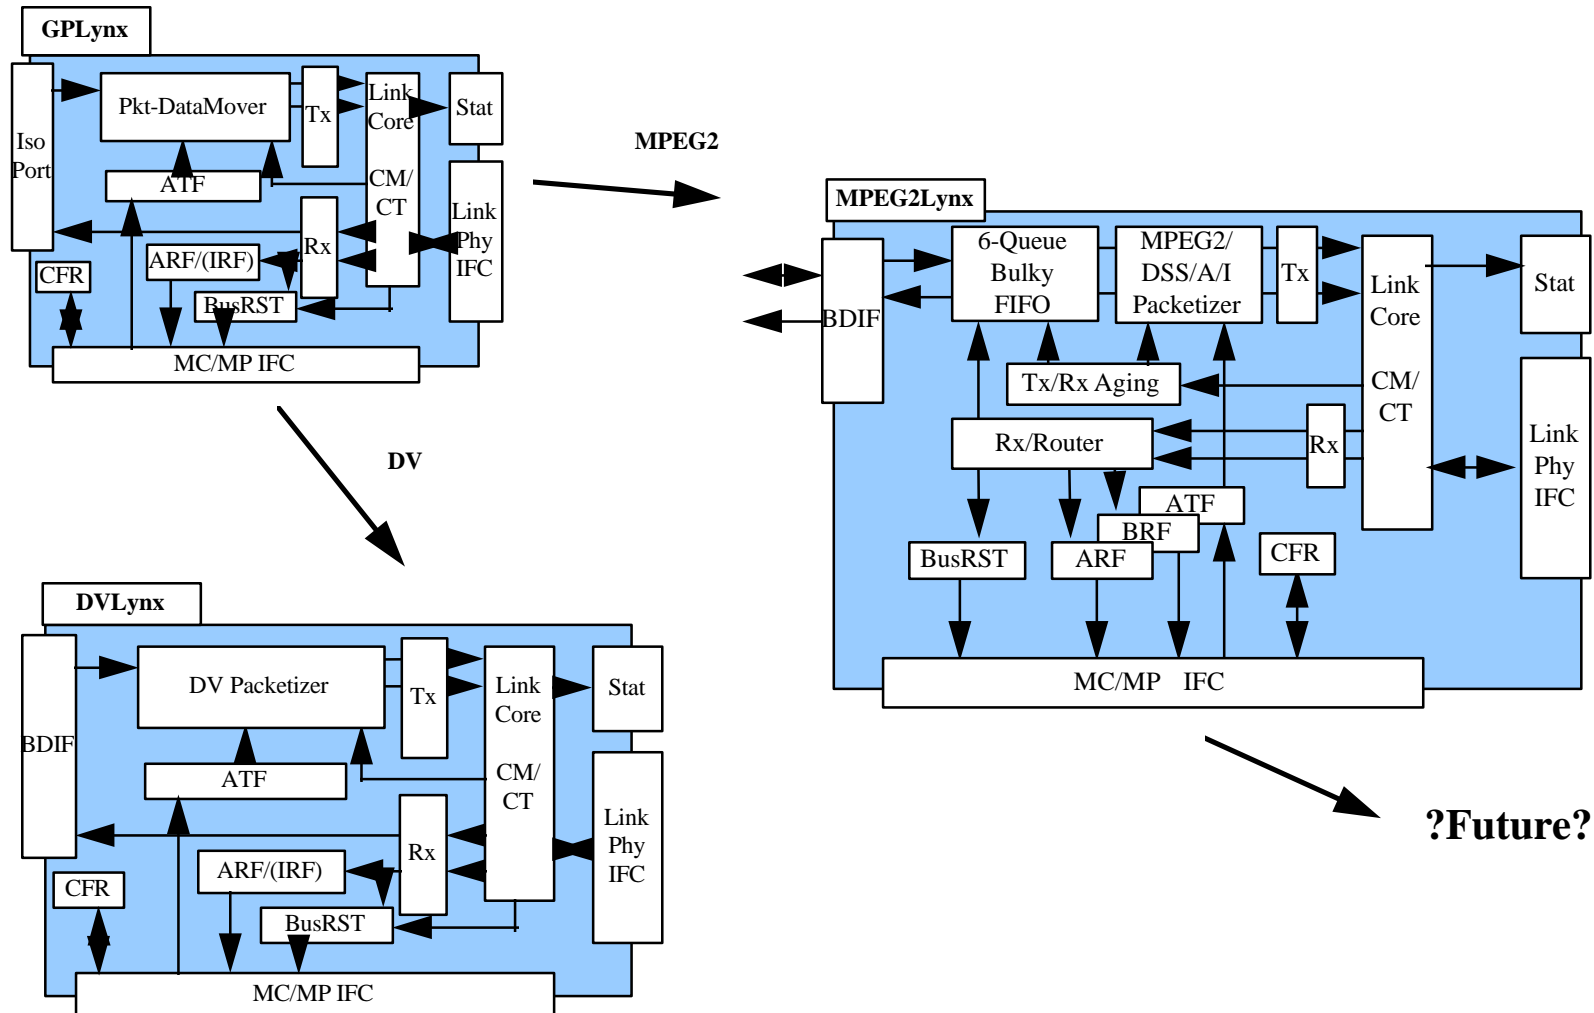 GPLynx
Iso
Port
Pkt-DataMover
Tx
Link
Core
CM/
CT
Stat
ATF
Rx
Link
Phy
IFC
ARF/(IRF)
CFR
BusRST
MC/MP IFC
MPEG2
DV
MPEG2Lynx
BDIF
6-Queue
Bulky
FIFO
MPEG2/
DSS/A/I
Packetizer
Tx
Link
Core
CM/
CT
Stat
Tx/Rx Aging
Rx/Router
Rx
Link
Phy
IFC
ATF
BRF
ARF
BusRST
CFR
MC/MP IFC
?Future?
DVLynx
BDIF
DV Packetizer
Tx
Link
Core
CM/
CT
Stat
ATF
Rx
Link
Phy
IFC
ARF/(IRF)
CFR
BusRST
MC/MP IFC